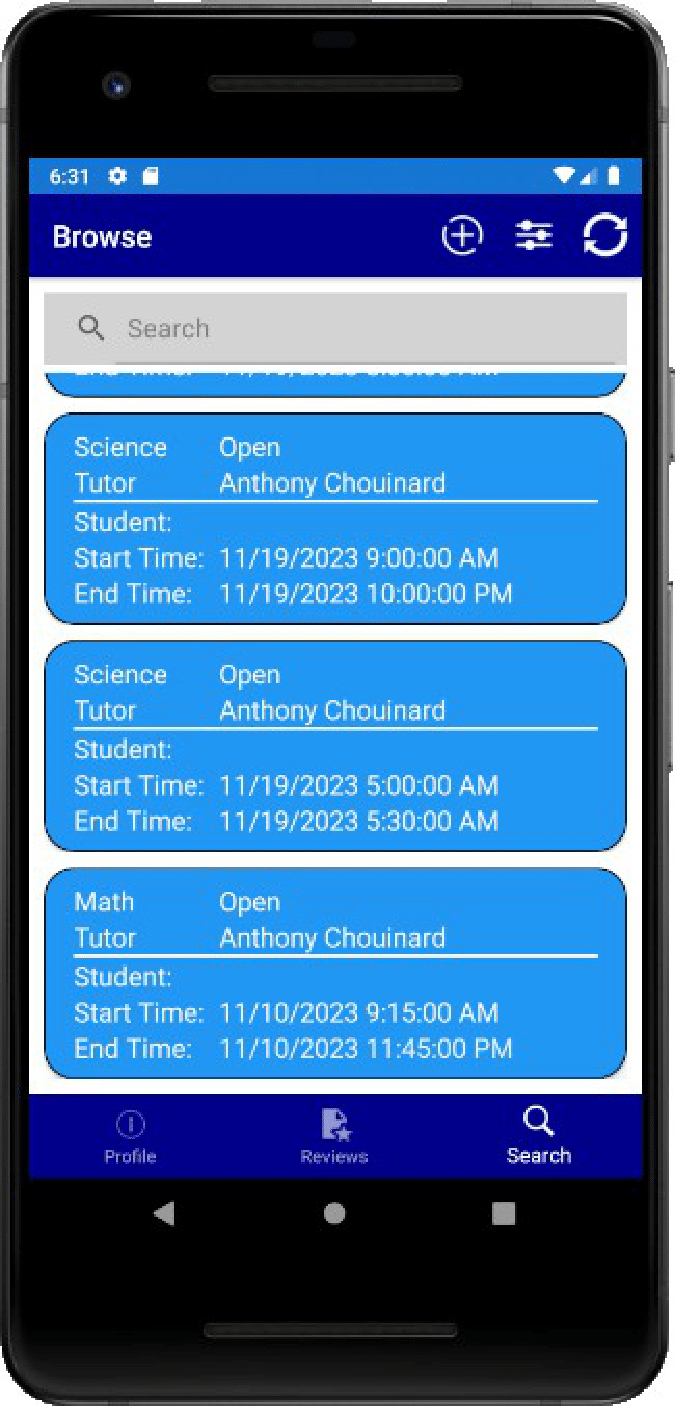 6:31
Browse
Search
Science Open
Tutor Anthony Chouinard
Student:
Start Time: 11/19/2023 9:00:00 AM
End Time: 11/19/2023 10:00:00 PM
Science Open
Tutor Anthony Chouinard
Student:
Start Time: 11/19/2023 5:00:00 AM
End Time: 11/19/2023 5:30:00 AM
Math Open
Tutor Anthony Chouinard
Student:
Start Time: 11/10/2023 9:15:00 AM
End Time: 11/10/2023 11:45:00 PM
Profile Reviews Search